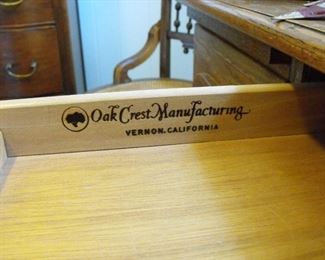 Oak Crest Manufacturing
VERNON, CALIFORNIA